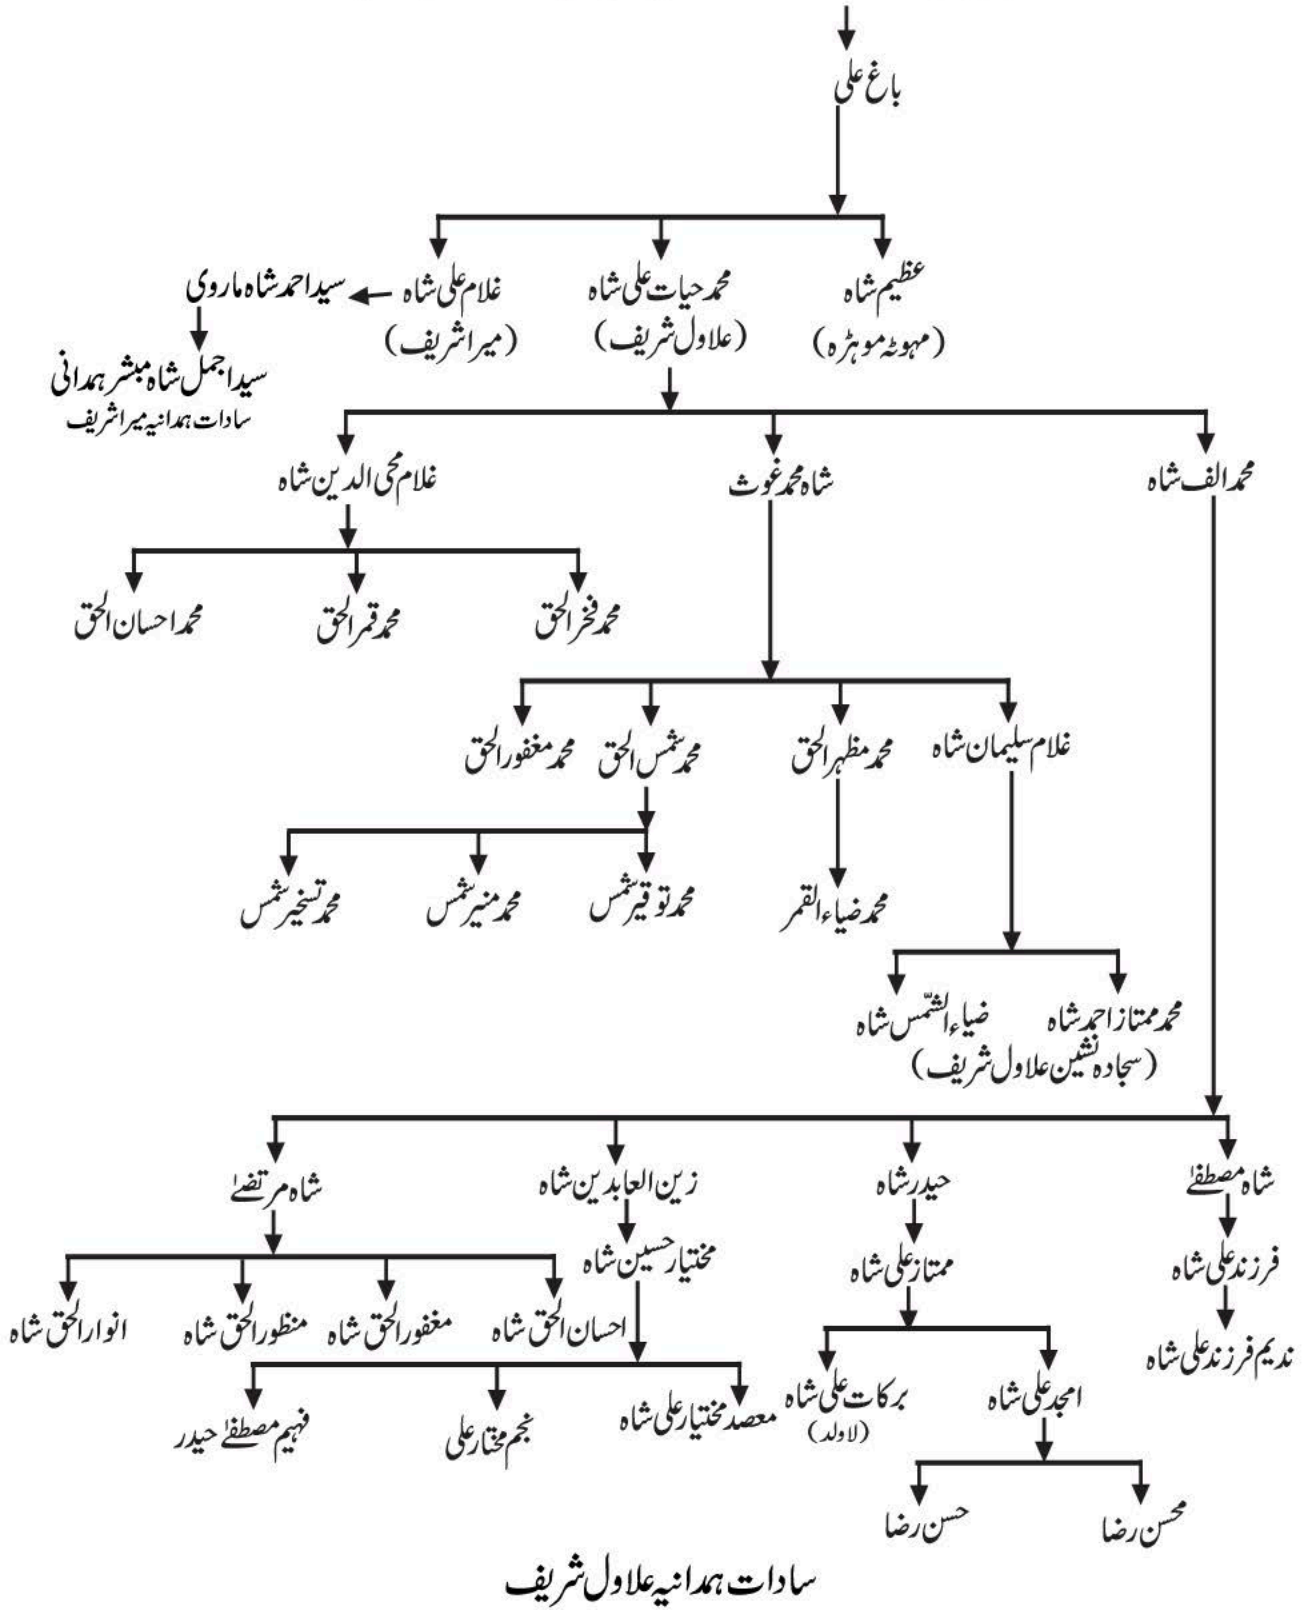 باغ علی
عظیم شاہ
محمد حیات علی شاہ
غلام علی شاہ
سید احمد شاہ ماروی
(مہوٹہ موہڑہ)
(علاول شریف)
(میرا شریف)
سید اجمل شاہ مبشر ہمدانی
سادات ہمدانیہ میرا شریف
محمد الف شاہ
شاہ محمد غوث
غلام محی الدین شاہ
محمد فخر الحق
محمد قمر الحق
محمد احسان الحق
غلام سلیمان شاہ
محمد مظہر الحق
محمد شمس الحق
محمد مغفور الحق
محمد ضیاء القمر
محمد توقیر شمس
محمد منیر شمس
محمد تسخیر شمس
محمد ممتاز احمد شاہ
ضیاء الشّمس شاہ
(سجادہ نشین علاول شریف)
شاہ مصطفےٰ
حیدر شاہ
زین العابدین شاہ
شاہ مرتضےٰ
فرزند علی شاہ
ممتاز علی شاہ
مختیار حسین شاہ
احسان الحق شاہ
مغفور الحق شاہ
منظور الحق شاہ
انوار الحق شاہ
ندیم فرزند علی شاہ
امجد علی شاہ
برکات علی شاہ
(لاولد)
معصد مختیار علی شاہ
نجم مختار علی
فہیم مصطفےٰ حیدر
محسن رضا
حسن رضا
سادات ہمدانیہ علاول شریف